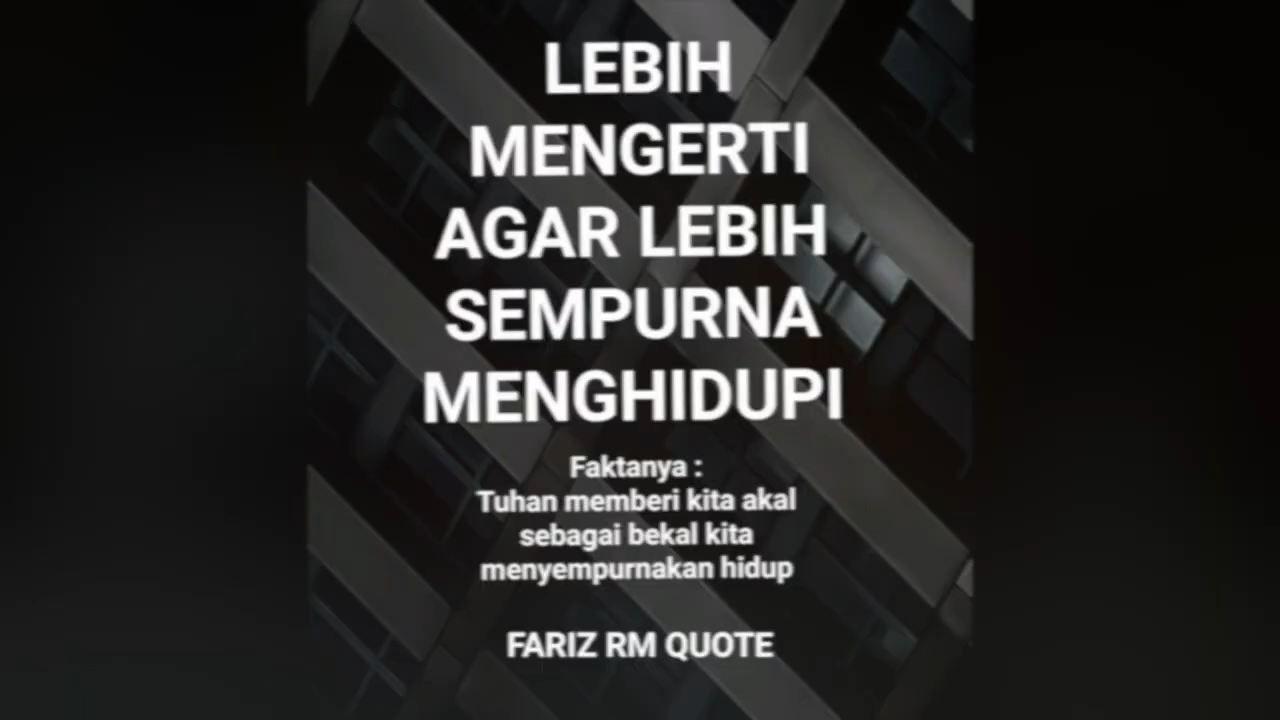 LEBIH
MENGERTI
AGAR LEBIH
SEMPURNA
MENGHIDUPI
Faktanya :
Tuhan memberi kita akal
sebagai bekal kita
menyempurnakan hidup
FARIZ RM QUOTE